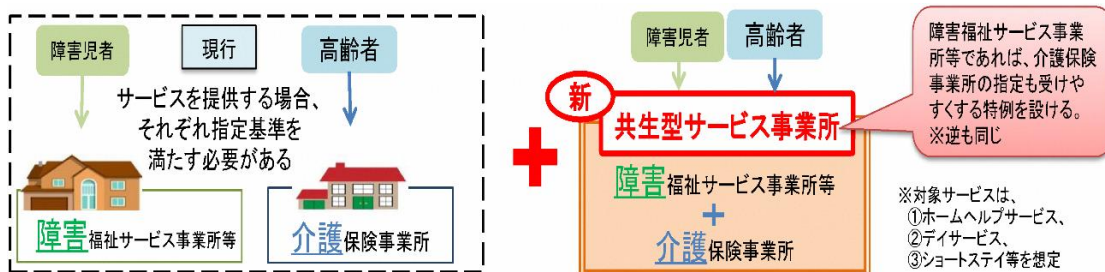 障害児者
現行
高齢者
サービスを提供する場合、
それぞれ指定基準を
満たす必要がある
障害福祉サービス事業所等
介護保険事業所
+
障害児者
高齢者
新
共生型サービス事業所
障害福祉サービス事業所等
+
介護保険事業所
障害福祉サービス事業
所等であれば、介護保険
事業所の指定も受けや
すくする特例を設ける。
※逆も同じ
※対象サービスは、
①ホームヘルプサービス、
②デイサービス、
③ショートステイ等を想定